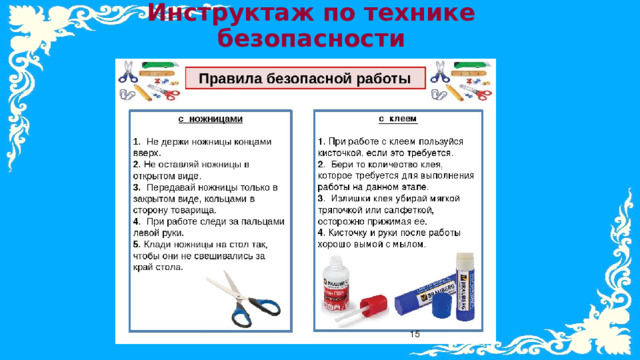 Инструктаж по технике
безопасности
Правила безопасной работы
с ножницами
1. Не держи ножницы концами
вверх.
2. Не оставляй ножницы в
открытом виде.
3. Передавай ножницы только в
закрытом виде, кольцами в
сторону товарища.
4. При работе следи за пальцами
левой руки.
5. Клади ножницы на стол так,
чтобы они не свешивались за
край стола.
с клеем
1. При работе с клеем пользуйся
кисточкой, если это требуется.
2. Бери то количество клея,
которое требуется для выполнения
работы на данном этапе.
3. Излишки клея убирай мягкой
тряпочкой или салфеткой,
осторожно прижимая ее.
4. Кисточку и руки после работы
хорошо вымой с мылом.
BRAUBERG
BRAUBERG
15